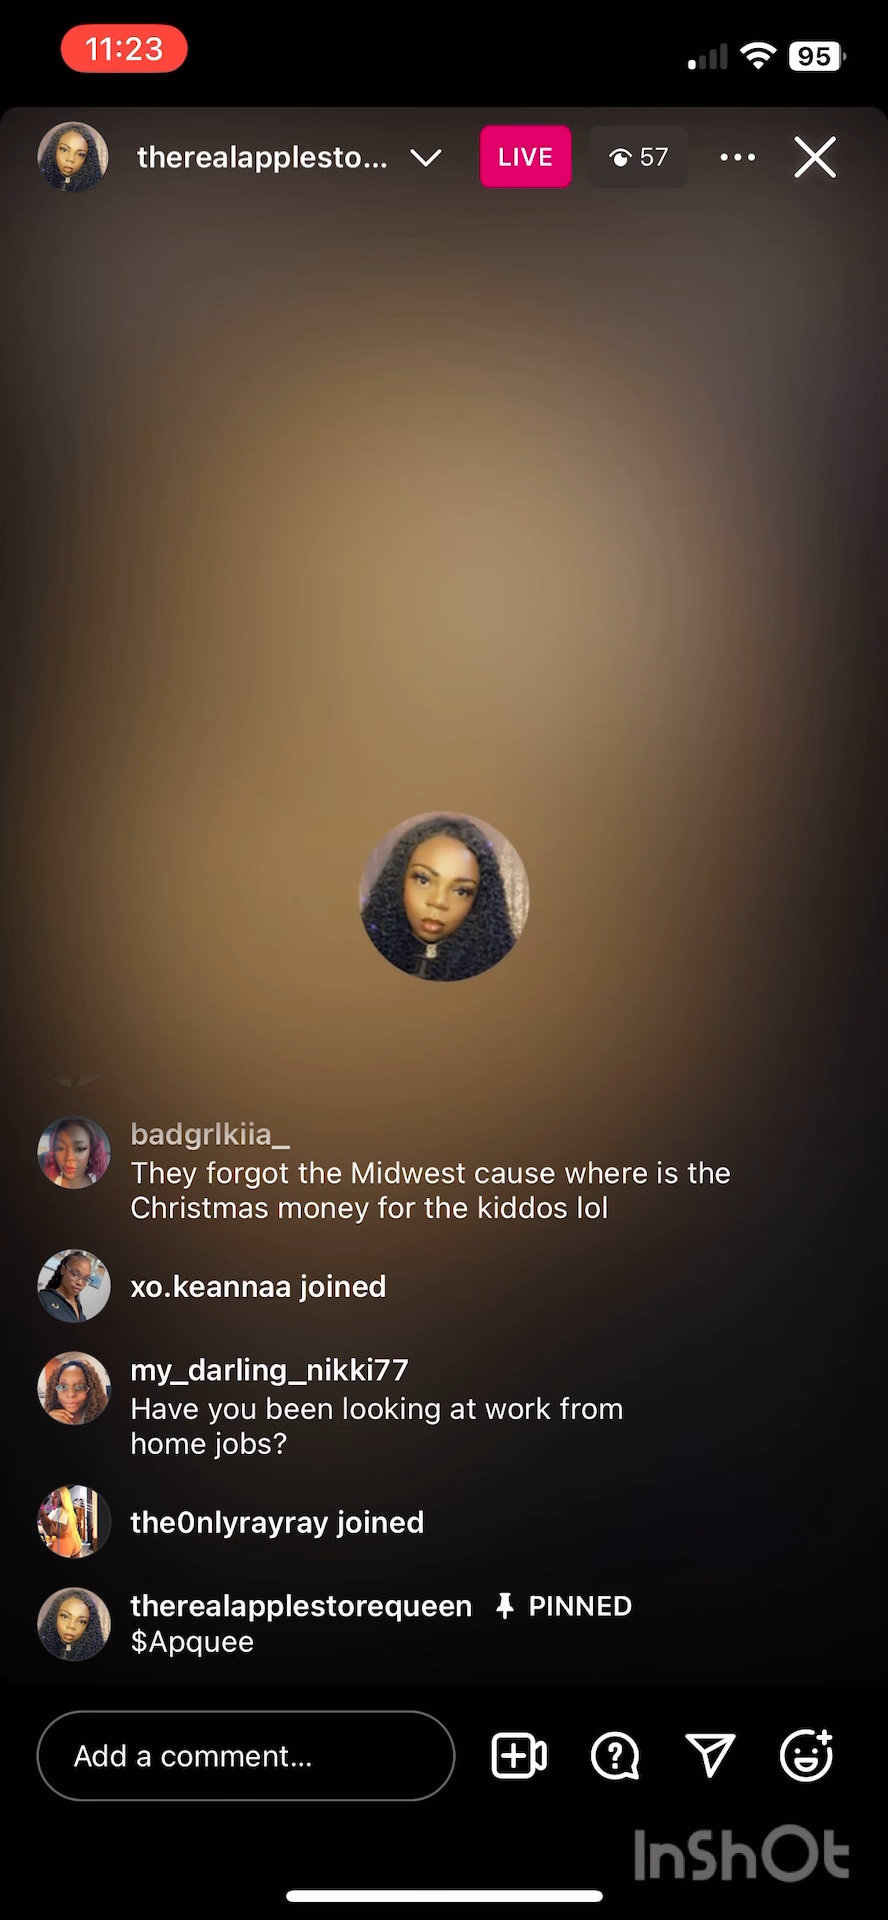 11:23
95
therealapplesto...
LIVE
57
badgrlkiia_
They forgot the Midwest cause where is the
Christmas money for the kiddos lol
xo.keannaa joined
my_darling_nikki77
Have you been looking at work from
home jobs?
the0nlyrayray joined
therealapplestorequeen PINNED
$Apquee
Add a comment...
InShOt